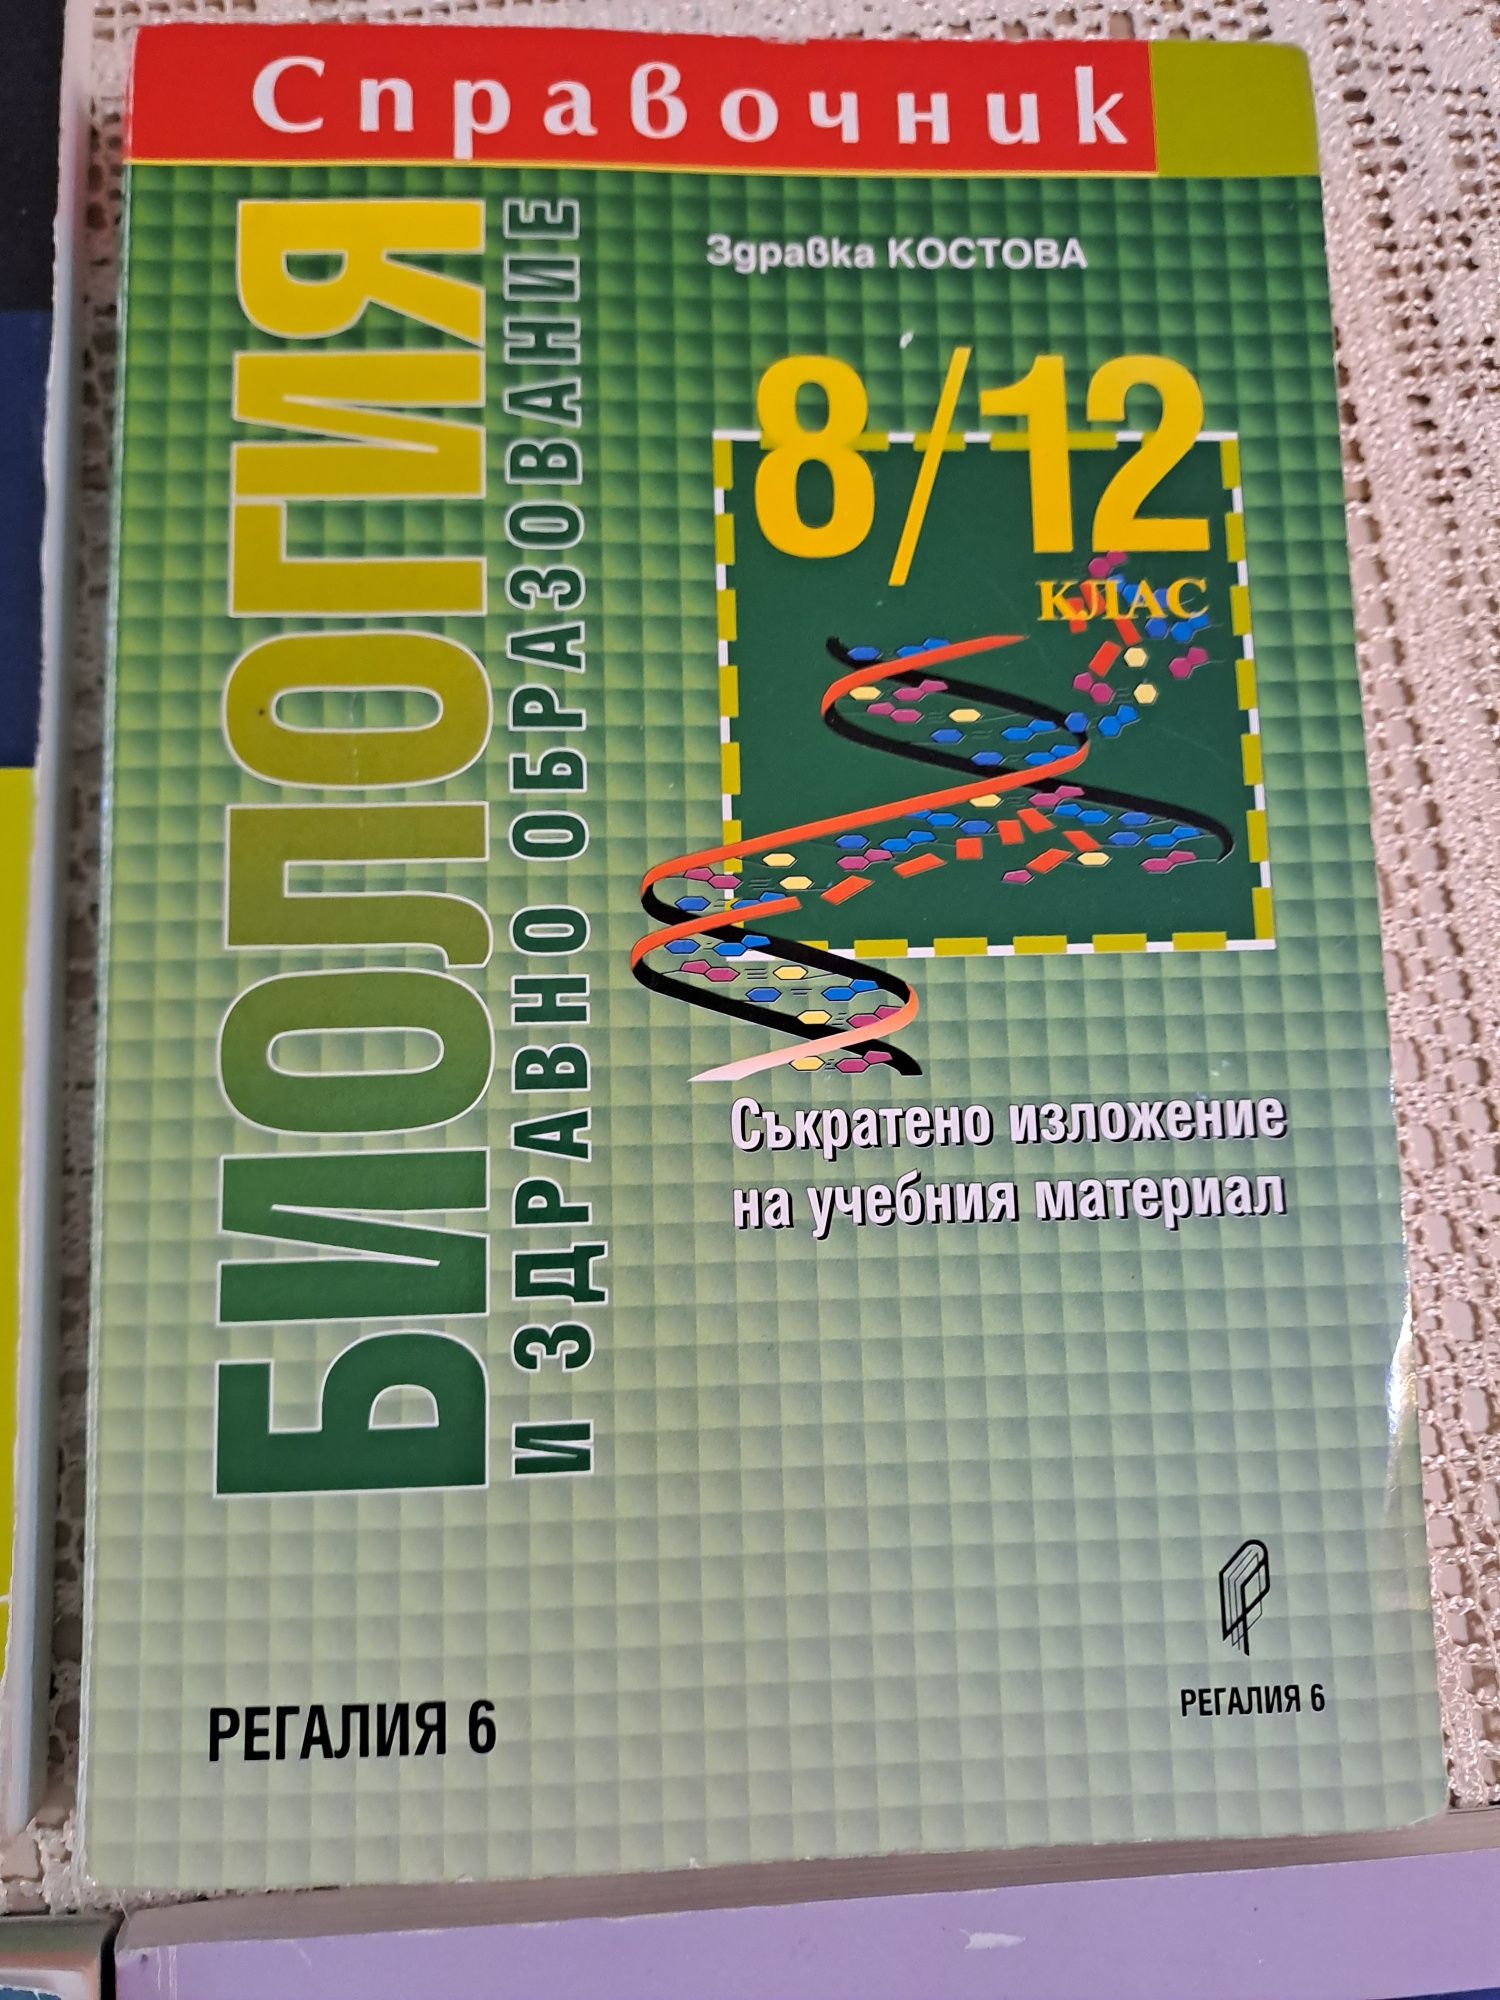 Справочник
Здравка КОСТОВА
БИОЛОГИЯ
И ЗДРАВНО ОБРАЗОВАНИЕ
8/12
КЛАС
Съкратено изложение
на учебния материал
РЕГАЛИЯ 6
РЕГАЛИЯ 6